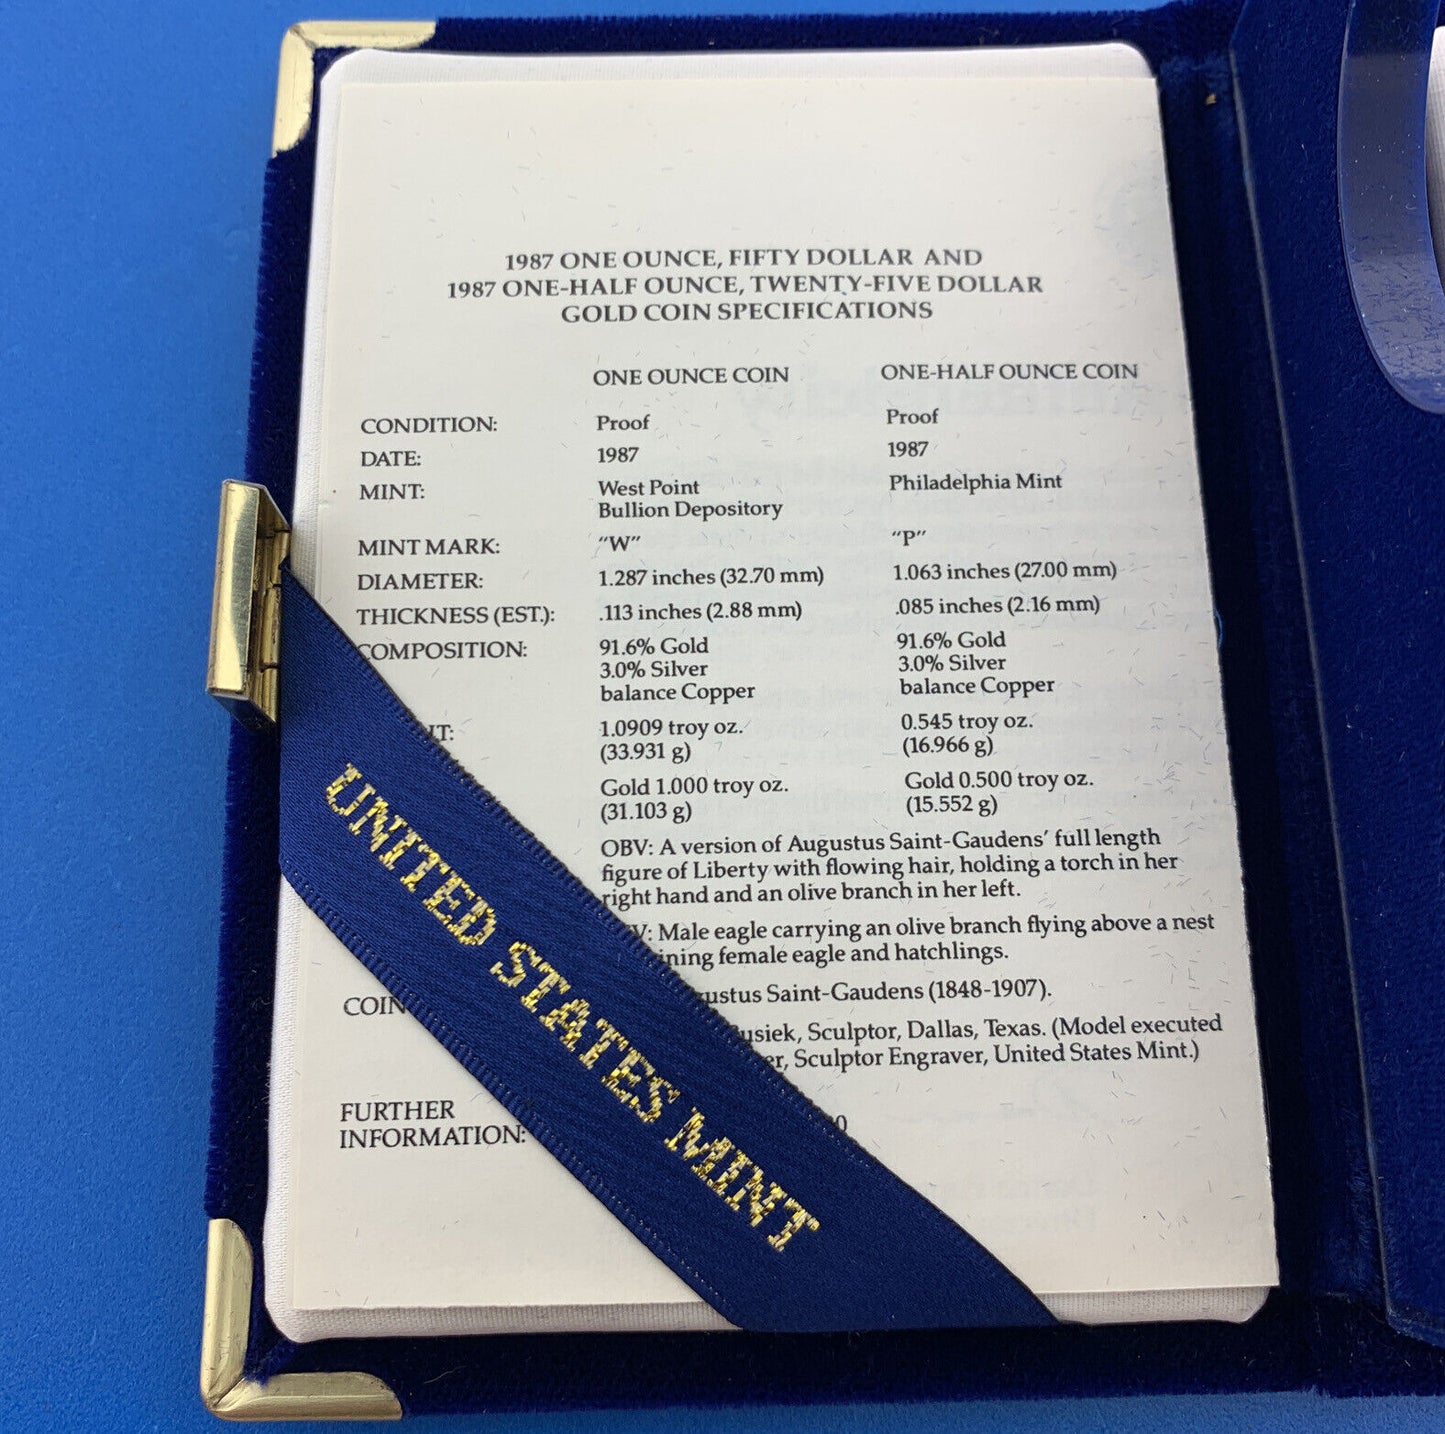 1987 ONE OUNCE, FIFTY DOLLAR AND
1987 ONE-HALF OUNCE, TWENTY-FIVE DOLLAR
GOLD COIN SPECIFICATIONS
ONE OUNCE COIN ONE-HALF OUNCE COIN
CONDITION: Proof Proof
DATE: 1987 1987
MINT: West Point Philadelphia Mint
Bullion Depository
MINT MARK: "W" "P"
DIAMETER: 1.287 inches (32.70 mm) 1.063 inches (27.00 mm)
THICKNESS (EST.): .113 inches (2.88 mm) .085 inches (2.16 mm)
COMPOSITION: 91.6% Gold 91.6% Gold
3.0% Silver 3.0% Silver
balance Copper balance Copper
1.0909 troy oz. 0.545 troy oz.
(33.931 g) (16.966 g)
Gold 1.000 troy oz. Gold 0.500 troy oz.
(31.103 g) (15.552 g)
OBV: A version of Augustus Saint-Gaudens' full length
figure of Liberty with flowing hair, holding a torch in her
right hand and an olive branch in her left.
Male eagle carrying an olive branch flying above a nest
female eagle and hatchlings.
COIN Saint-Gaudens (1848-1907).
Sculptor, Dallas, Texas. (Model executed
Sculptor Engraver, United States Mint.)
FURTHER
INFORMATION:
UNITED STATES MINT